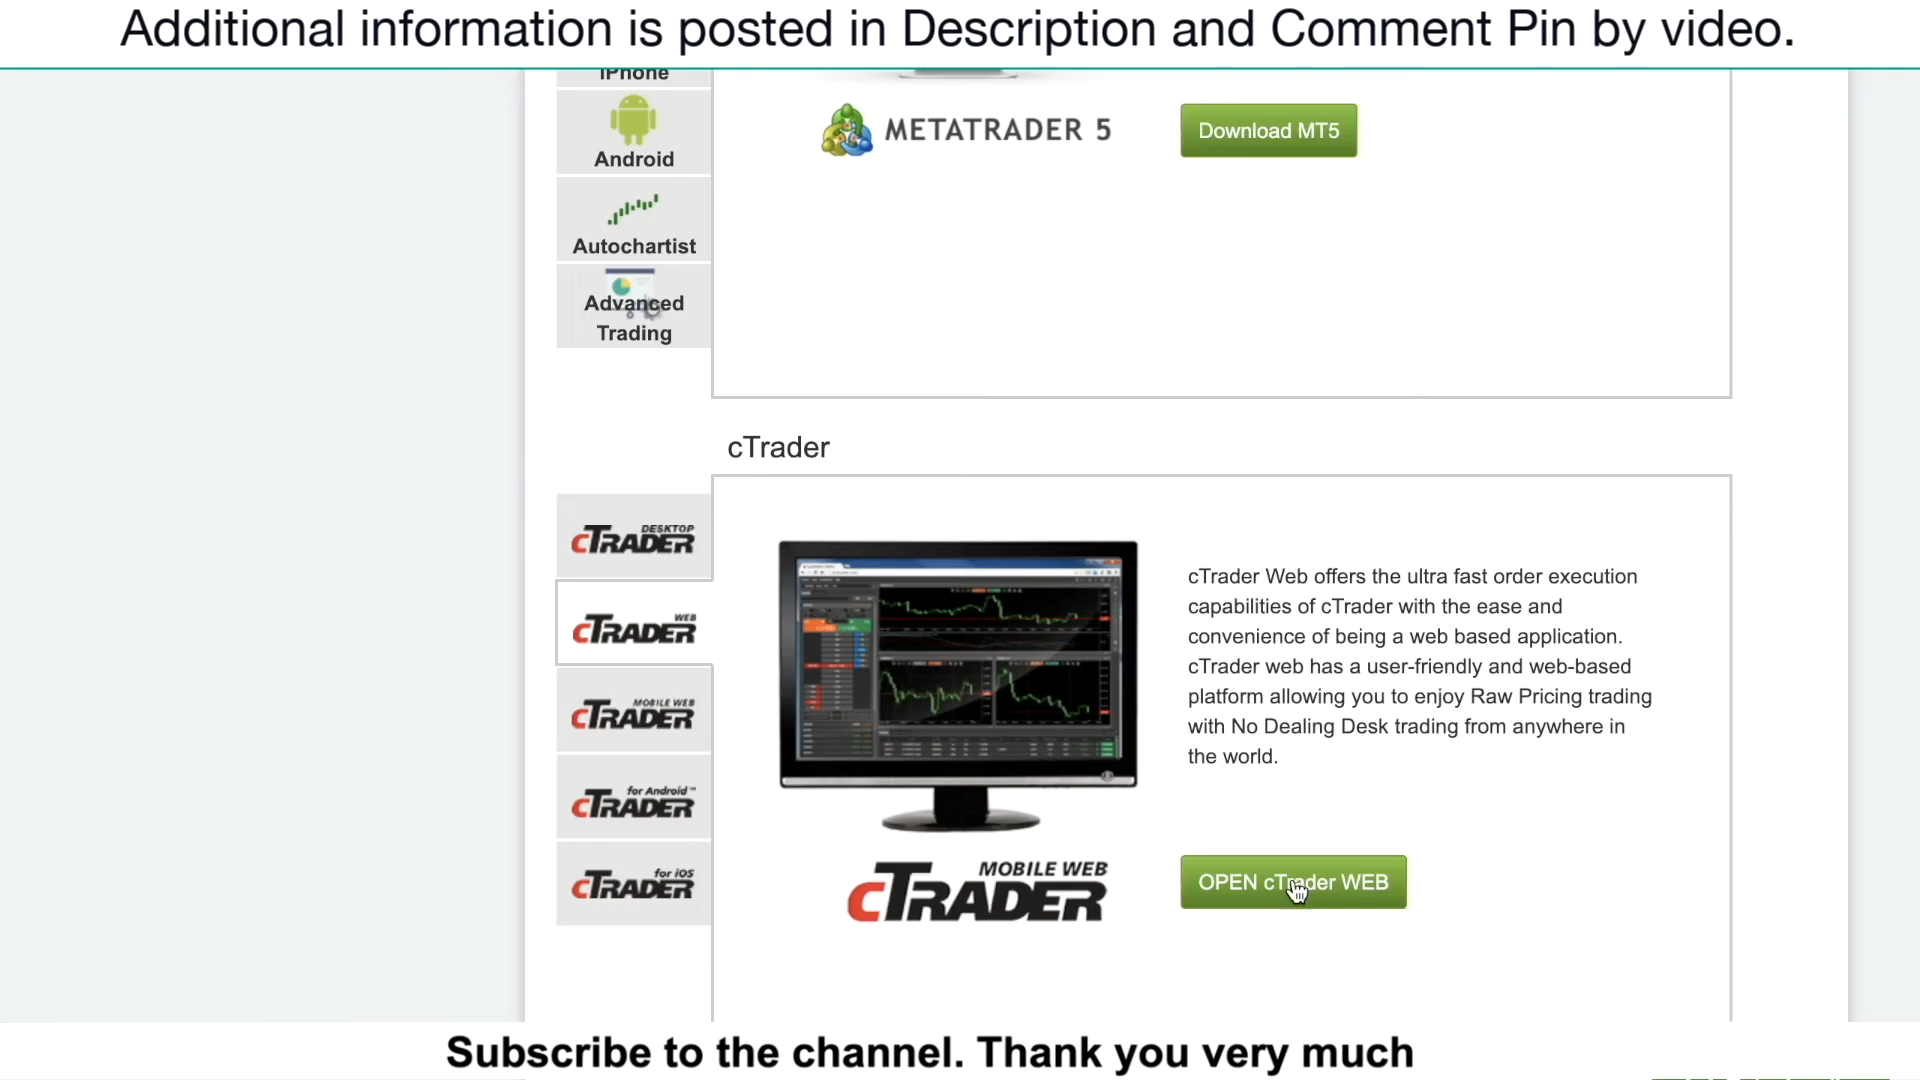 Additional information is posted in Description and Comment Pin by video.
iPhone
Android
Autochartist
Advanced
Trading
METATRADER 5
Download MT5
cTrader
DESKTOP
cTRADER
WEB
cTRADER
MOBILE WEB
cTRADER
for Android™
cTRADER
for iOS
cTRADER
cTrader Web offers the ultra fast order execution
capabilities of cTrader with the ease and
convenience of being a web based application.
cTrader web has a user-friendly and web-based
platform allowing you to enjoy Raw Pricing trading
with No Dealing Desk trading from anywhere in
the world.
MOBILE WEB
cTRADER
OPEN cTrader WEB
Subscribe to the channel. Thank you very much